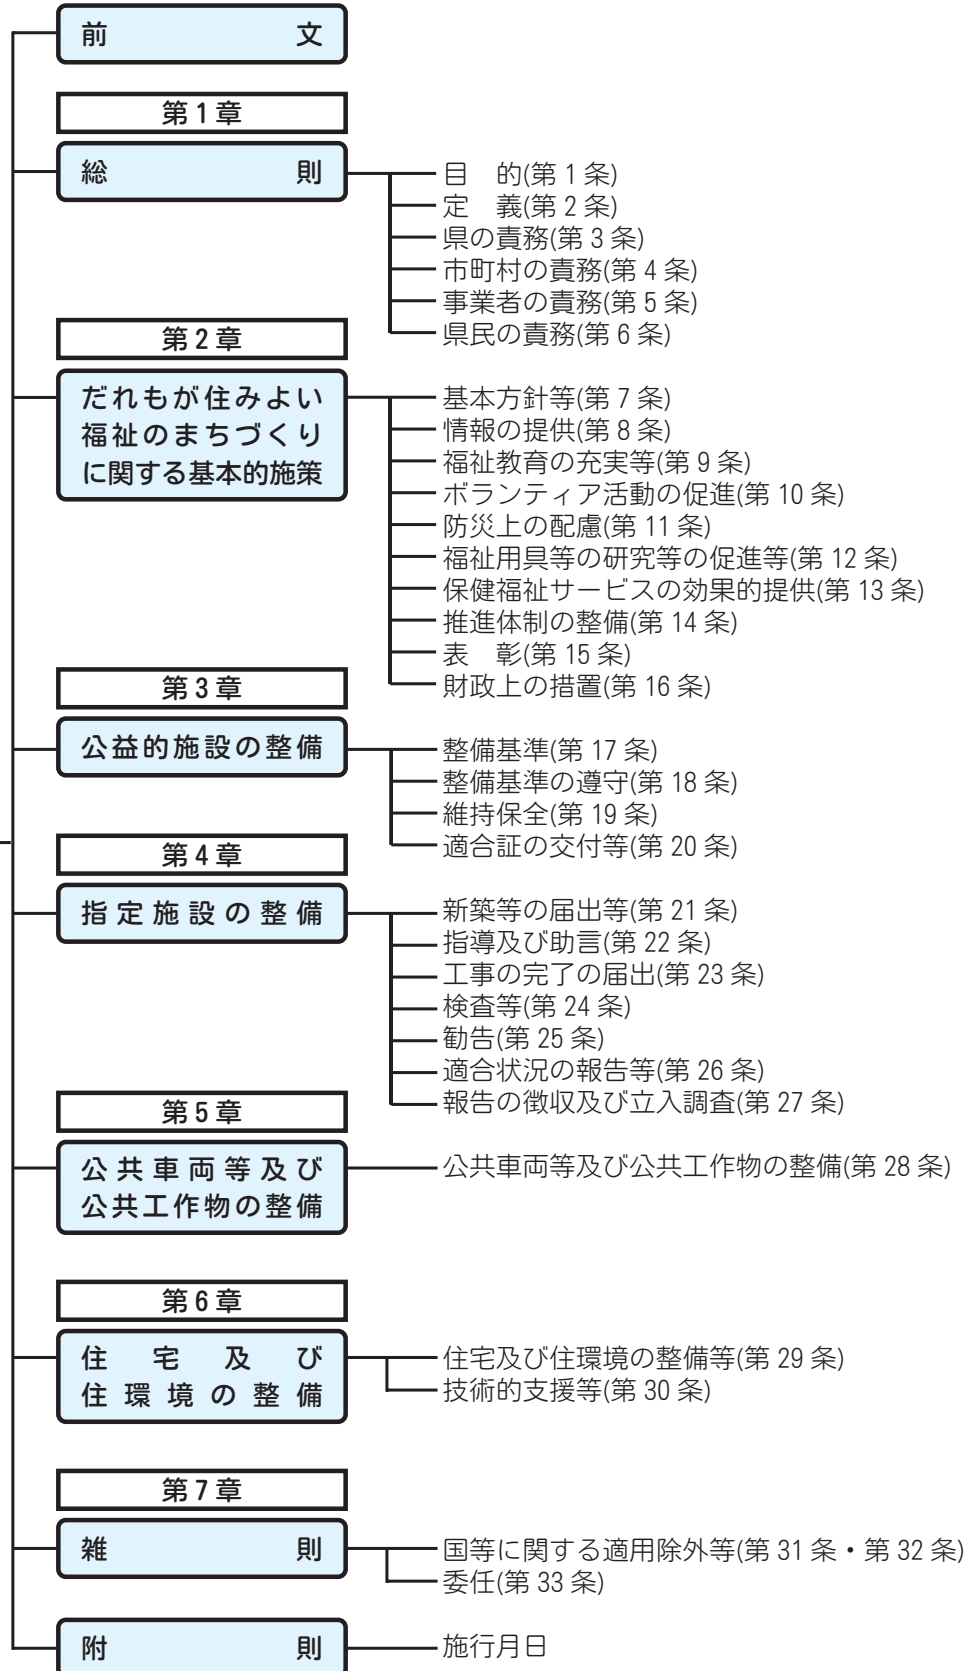 前文
第1章
総則
目　的(第1条)
定　義(第2条)
県の責務(第3条)
市町村の責務(第4条)
事業者の責務(第5条)
県民の責務(第6条)
第2章
だれもが住みよい
福祉のまちづくり
に関する基本的施策
基本方針等(第7条)
情報の提供(第8条)
福祉教育の充実等(第9条)
ボランティア活動の促進(第10条)
防災上の配慮(第11条)
福祉用具等の研究等の促進等(第12条)
保健福祉サービスの効果的提供(第13条)
推進体制の整備(第14条)
表　彰(第15条)
財政上の措置(第16条)
第3章
公益的施設の整備
整備基準(第17条)
整備基準の遵守(第18条)
維持保全(第19条)
適合証の交付等(第20条)
第4章
指定施設の整備
新築等の届出等(第21条)
指導及び助言(第22条)
工事の完了の届出(第23条)
検査等(第24条)
勧告(第25条)
適合状況の報告等(第26条)
報告の徴収及び立入調査(第27条)
第5章
公共車両等及び
公共工作物の整備
公共車両等及び公共工作物の整備(第28条)
第6章
住宅及び
住環境の整備
住宅及び住環境の整備等(第29条)
技術的支援等(第30条)
第7章
雑則
国等に関する適用除外等(第31条・第32条)
委任(第33条)
附則
施行月日